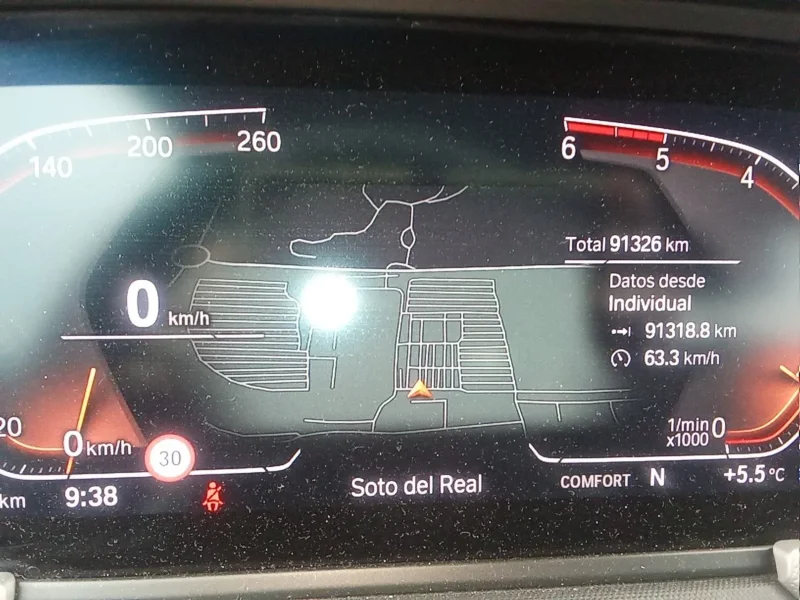 140
200
260
6
5
4
Total 91326 km
0 km/h
Datos desde
Individual
91318.8 km
63.3 km/h
20
0 km/h
30
1/min
x1000
0
km
9:38
Soto del Real
COMFORT N
+5.5 °C